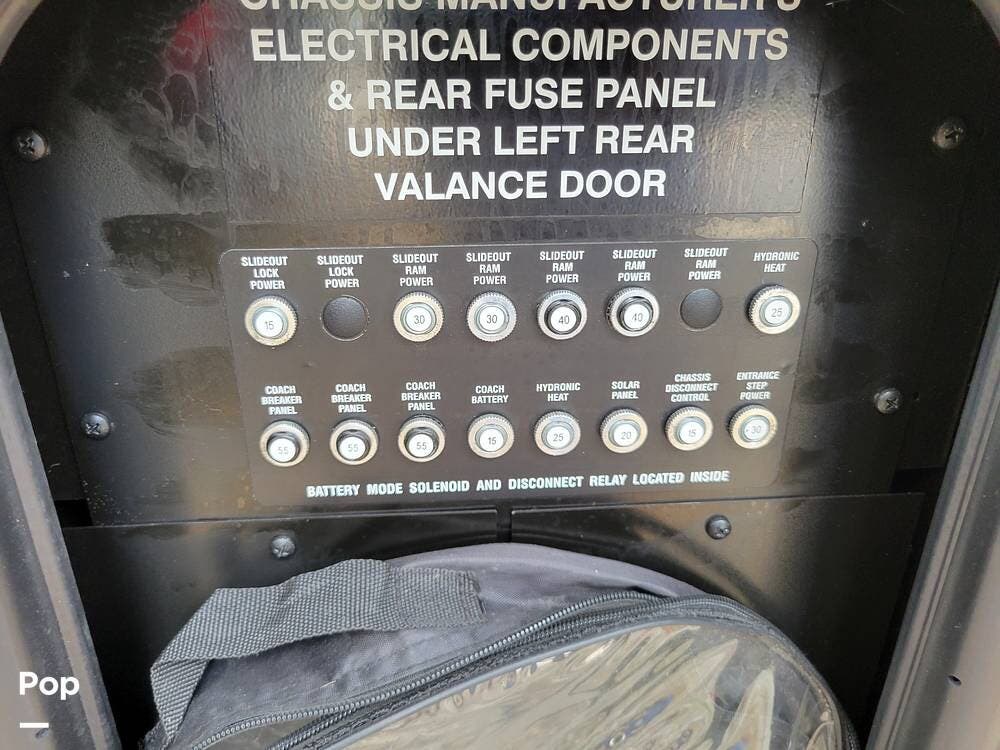 CHASSIS MANUFACTURER'S
ELECTRICAL COMPONENTS
& REAR FUSE PANEL
UNDER LEFT REAR
VALANCE DOOR
SLIDEOUT LOCK POWER
SLIDEOUT LOCK POWER
SLIDEOUT RAM POWER
SLIDEOUT RAM POWER
SLIDEOUT RAM POWER
SLIDEOUT RAM POWER
SLIDEOUT RAM POWER
HYDRONIC HEAT
15
30
30
40
40
25
COACH BREAKER PANEL
COACH BREAKER PANEL
COACH BREAKER PANEL
COACH BATTERY
HYDRONIC HEAT
SOLAR PANEL
CHASSIS DISCONNECT CONTROL
ENTRANCE STEP POWER
55
55
55
15
25
20
15
30
BATTERY MODE SOLENOID AND DISCONNECT RELAY LOCATED INSIDE
Pop